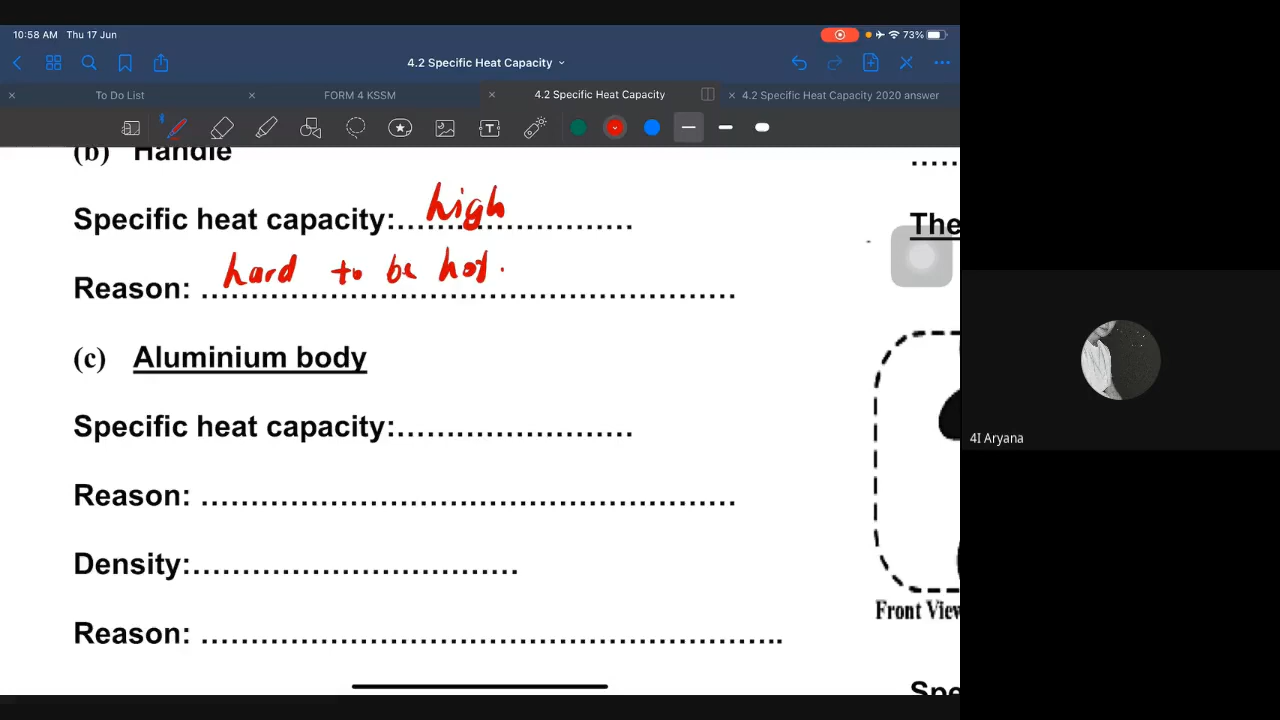 10:58 AM Thu 17 Jun
73%
4.2 Specific Heat Capacity
To Do List
FORM 4 KSSM
4.2 Specific Heat Capacity
4.2 Specific Heat Capacity 2020 answer
(b) Handle
Specific heat capacity:........................ high
Reason: ...................................................... hard to be hot.
(c) Aluminium body
Specific heat capacity:........................
Reason: ......................................................
Density:.................................
Reason: ...........................................................
......
The
Front View
Spe
4I Aryana